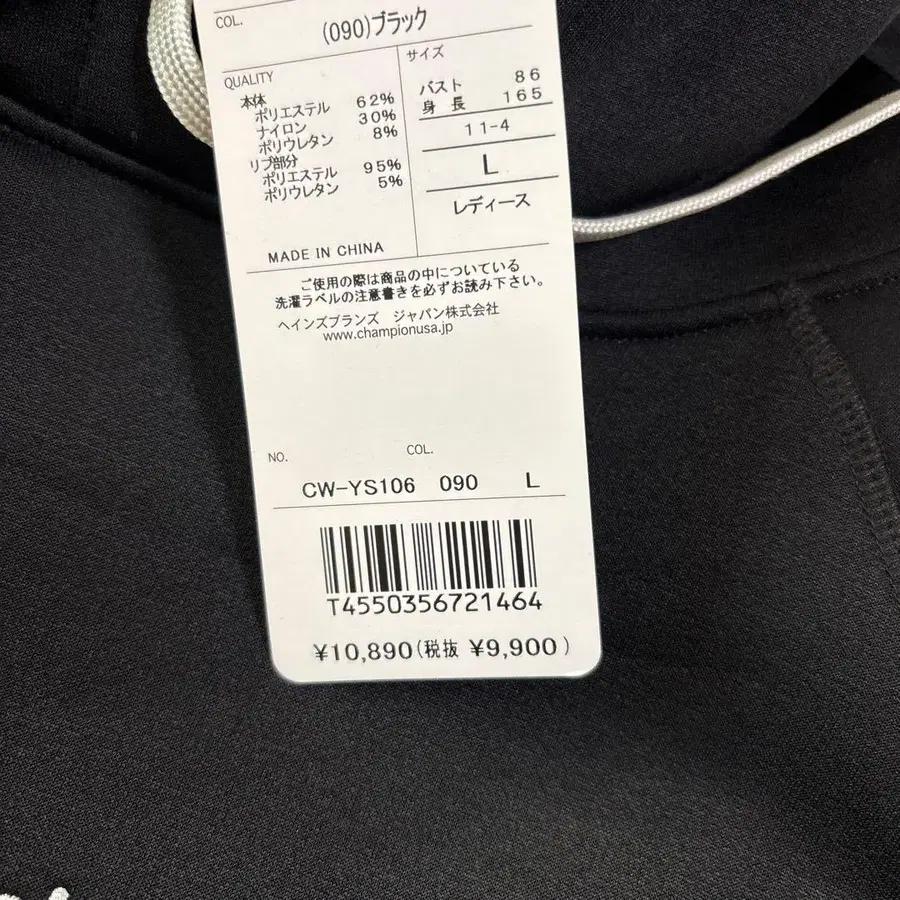 COL.
(090)ブラック
QUALITY
本体
ポリエステル 62%
ナイロン 30%
ポリウレタン 8%
リブ部分
ポリエステル 95%
ポリウレタン 5%
MADE IN CHINA
サイズ
バスト 86
身長 165
11-4
L
レディース
ご使用の際は商品の中についている
洗濯ラベルの注意書きを必ずお読み下さい。
ヘインズブランズ ジャパン株式会社
www.championusa.jp
NO. COL.
CW-YS106 090 L
T4550356721464
¥10,890(税抜 ¥9,900)